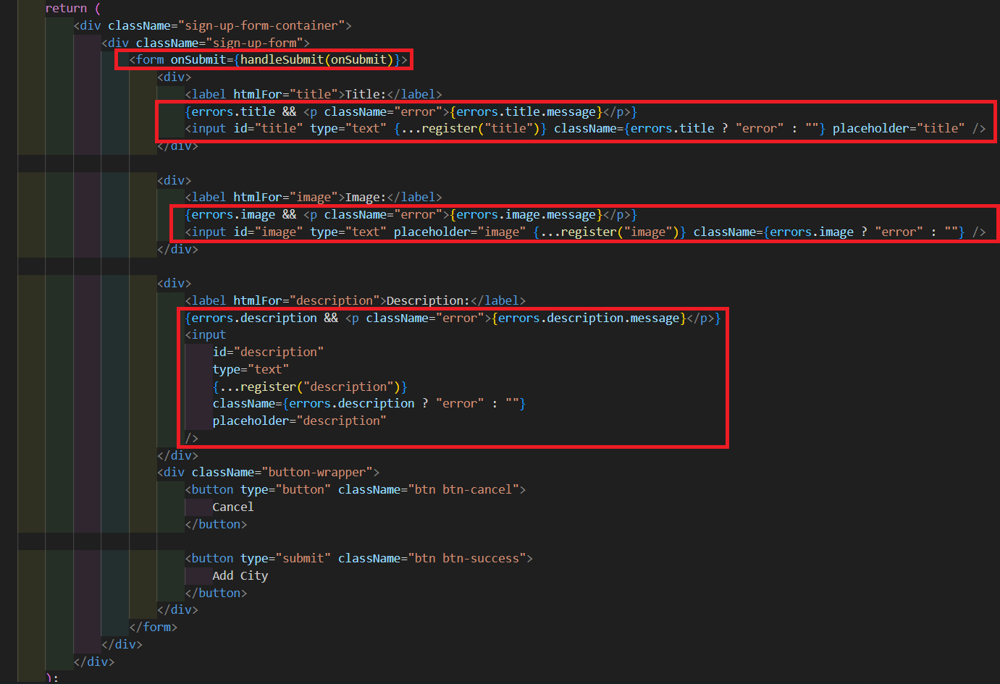 return (
<div className="sign-up-form-container">
<div className="sign-up-form">
<form onSubmit={handleSubmit(onSubmit)}>
<div>
<label htmlFor="title">Title:</label>
{errors.title && <p className="error">{errors.title.message}</p>}
<input id="title" type="text" {...register("title")} className={errors.title ? "error" : ""} placeholder="title" />
</div>
<div>
<label htmlFor="image">Image:</label>
{errors.image && <p className="error">{errors.image.message}</p>}
<input id="image" type="text" placeholder="image" {...register("image")} className={errors.image ? "error" : ""} />
</div>
<div>
<label htmlFor="description">Description:</label>
{errors.description && <p className="error">{errors.description.message}</p>}
<input
id="description"
type="text"
{...register("description")}
className={errors.description ? "error" : ""}
placeholder="description"
/>
</div>
<div className="button-wrapper">
<button type="button" className="btn btn-cancel">
Cancel
</button>
<button type="submit" className="btn btn-success">
Add City
</button>
</div>
</form>
</div>
</div>
);